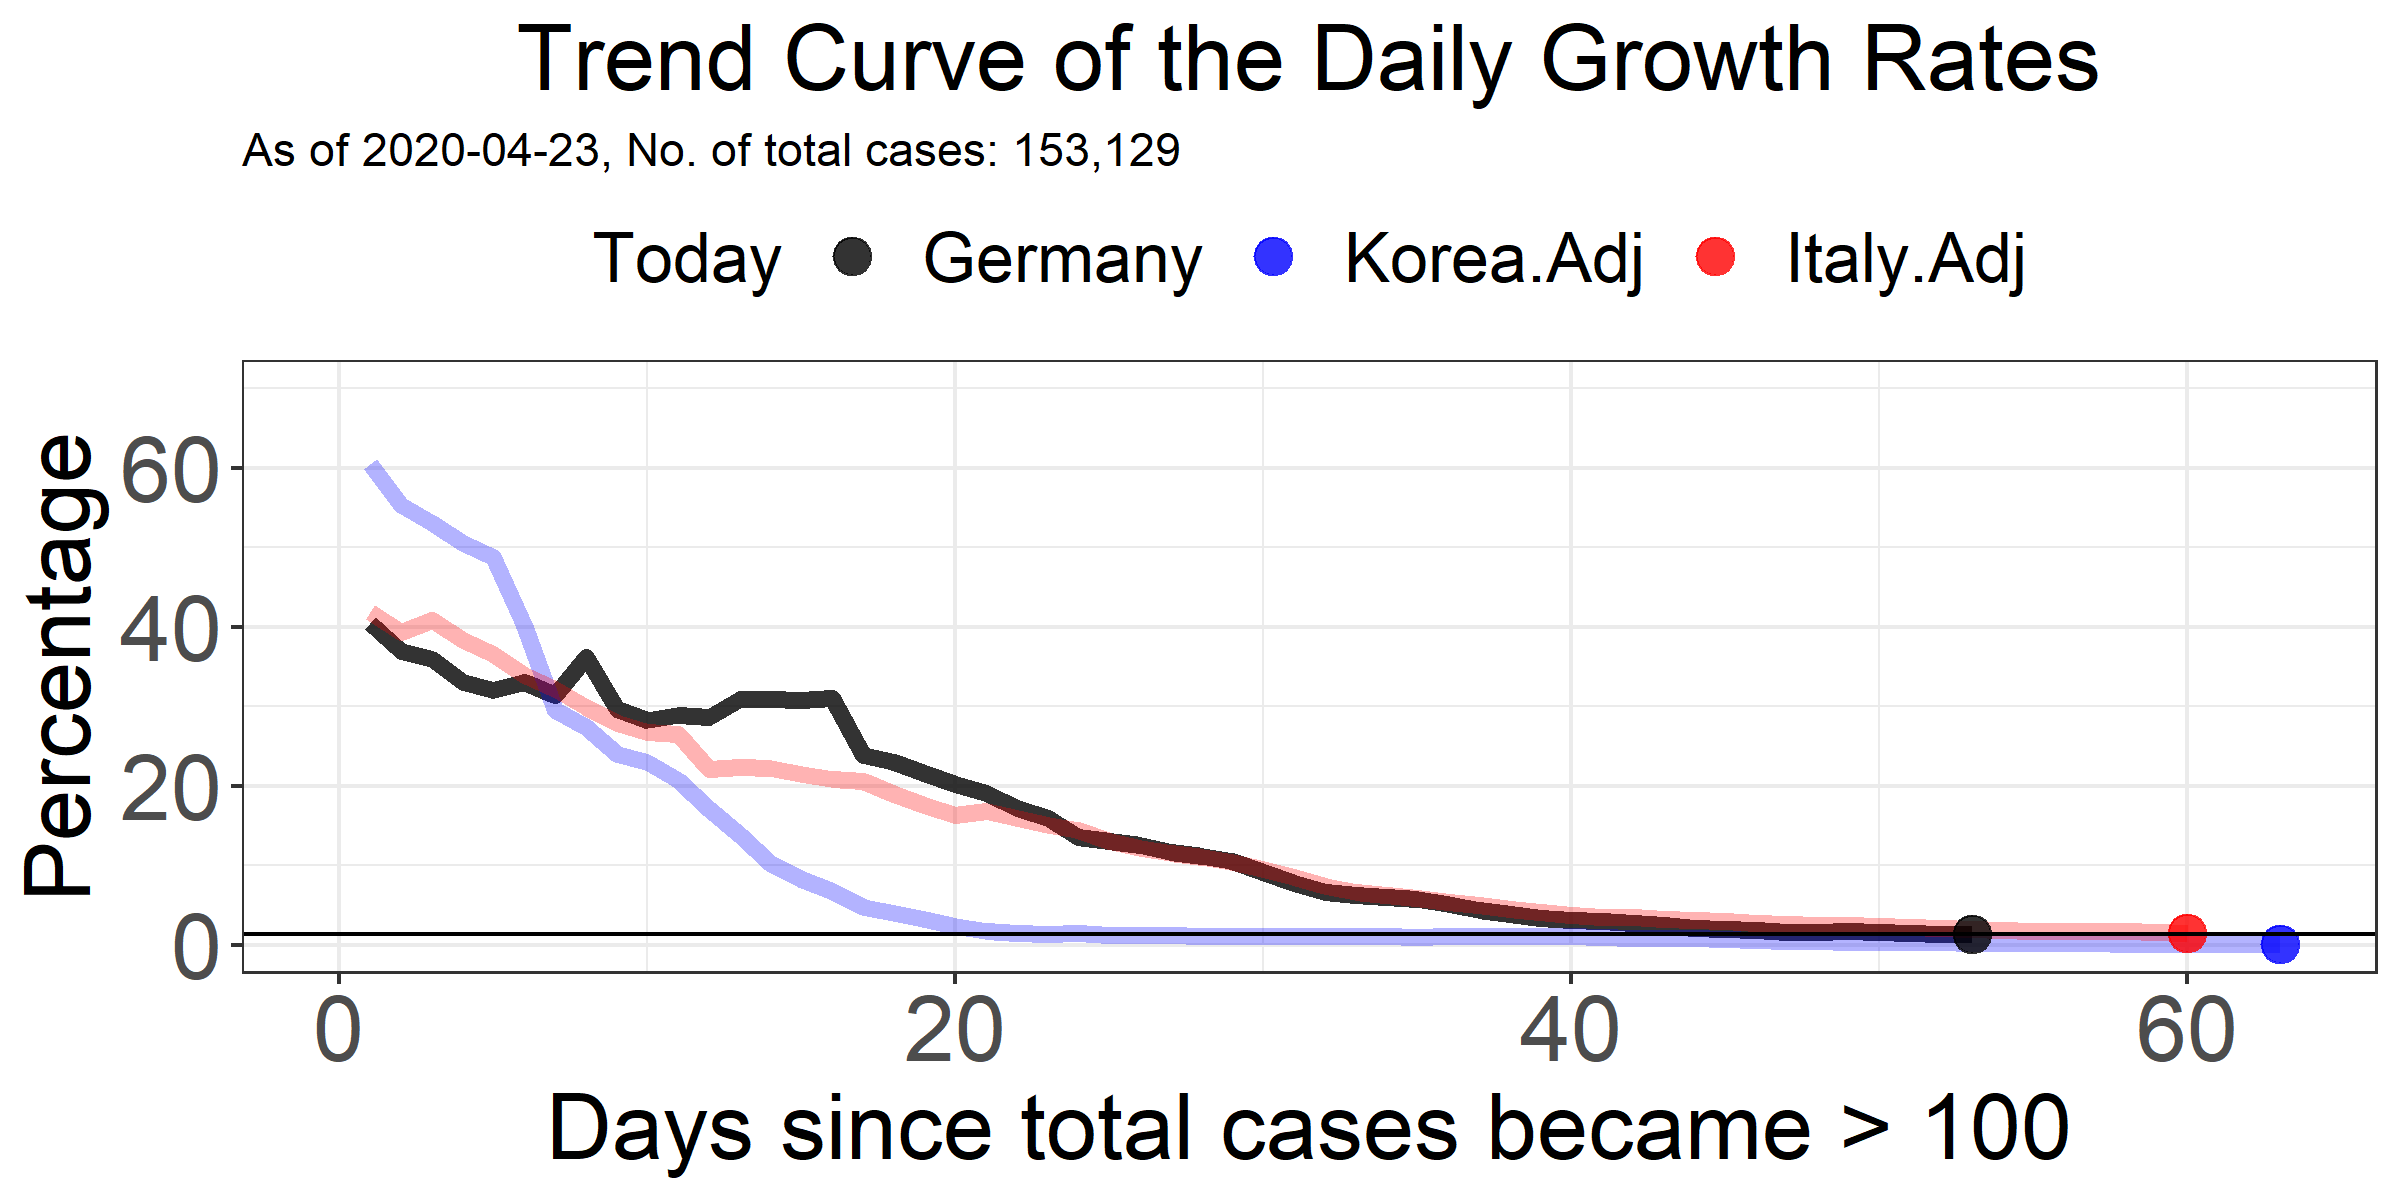 Trend Curve of the Daily Growth Rates
As of 2020-04-23, No. of total cases: 153,129
Today Germany Korea.Adj Italy.Adj
Percentage
60
40
20
0
0 20 40 60
Days since total cases became > 100